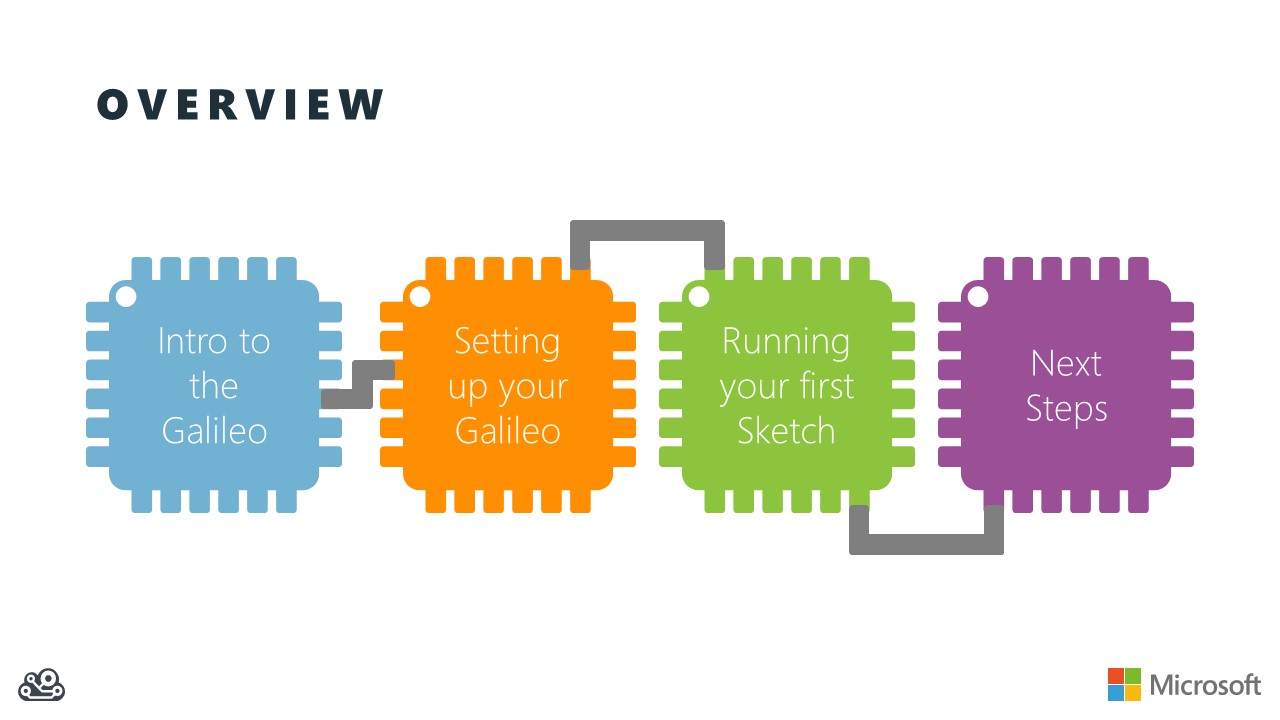 OVERVIEW
Intro to
the
Galileo
Setting
up your
Galileo
Running
your first
Sketch
Next
Steps
Microsoft